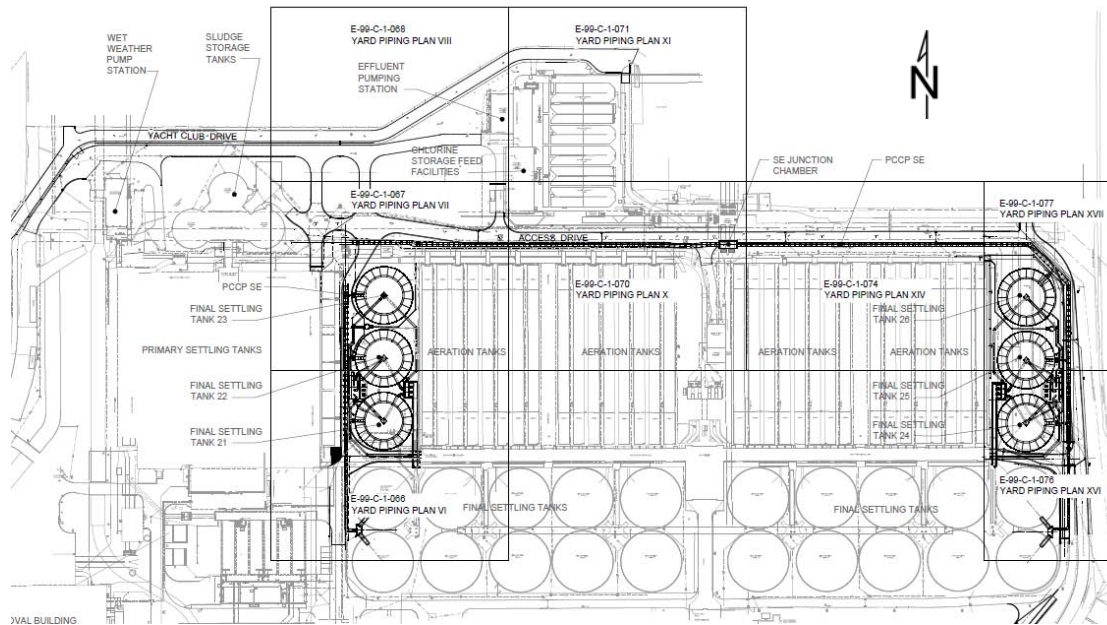 E-99-C-1-068
YARD PIPING PLAN VIII
E-99-C-1-071
YARD PIPING PLAN XI
WET
WEATHER
PUMP
STATION
SLUDGE
STORAGE
TANKS
EFFLUENT
PUMPING
STATION
N
YACHT CLUB DRIVE
CHLORINE
STORAGE FEED
FACILITIES
SE JUNCTION
CHAMBER
PCCP SE
E-99-C-1-067
YARD PIPING PLAN VII
E-99-C-1-077
YARD PIPING PLAN XVII
ACCESS DRIVE
PCCP SE
E-99-C-1-070
YARD PIPING PLAN X
E-99-C-1-074
YARD PIPING PLAN XIV
FINAL SETTLING
TANK 23
FINAL SETTLING
TANK 26
PRIMARY SETTLING TANKS
AERATION TANKS
AERATION TANKS
AERATION TANKS
AERATION TANKS
FINAL SETTLING
TANK 22
FINAL SETTLING
TANK 25
FINAL SETTLING
TANK 21
FINAL SETTLING
TANK 24
E-99-C-1-066
YARD PIPING PLAN VI
FINAL SETTLING TANKS
FINAL SETTLING TANKS
E-99-C-1-076
YARD PIPING PLAN XVI
OVAL BUILDING